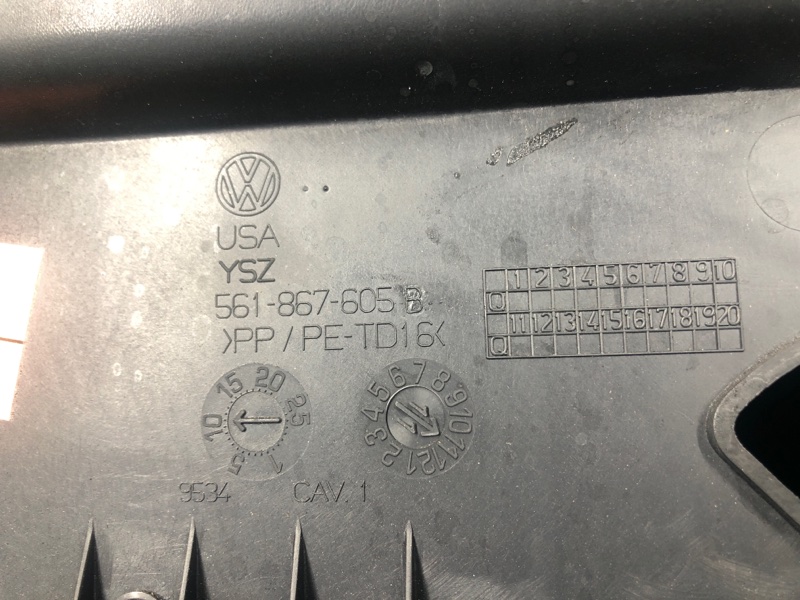 VW
USA
YSZ
561-867-605 B
>PP/PE-TD16<
1 2 3 4 5 6 7 8 9 10
Q
11 12 13 14 15 16 17 18 19 20
Q
5 10 15 20 25 1
1 2 3 4 5 6 7 8 9 10 11 12
9534 CAV. 1